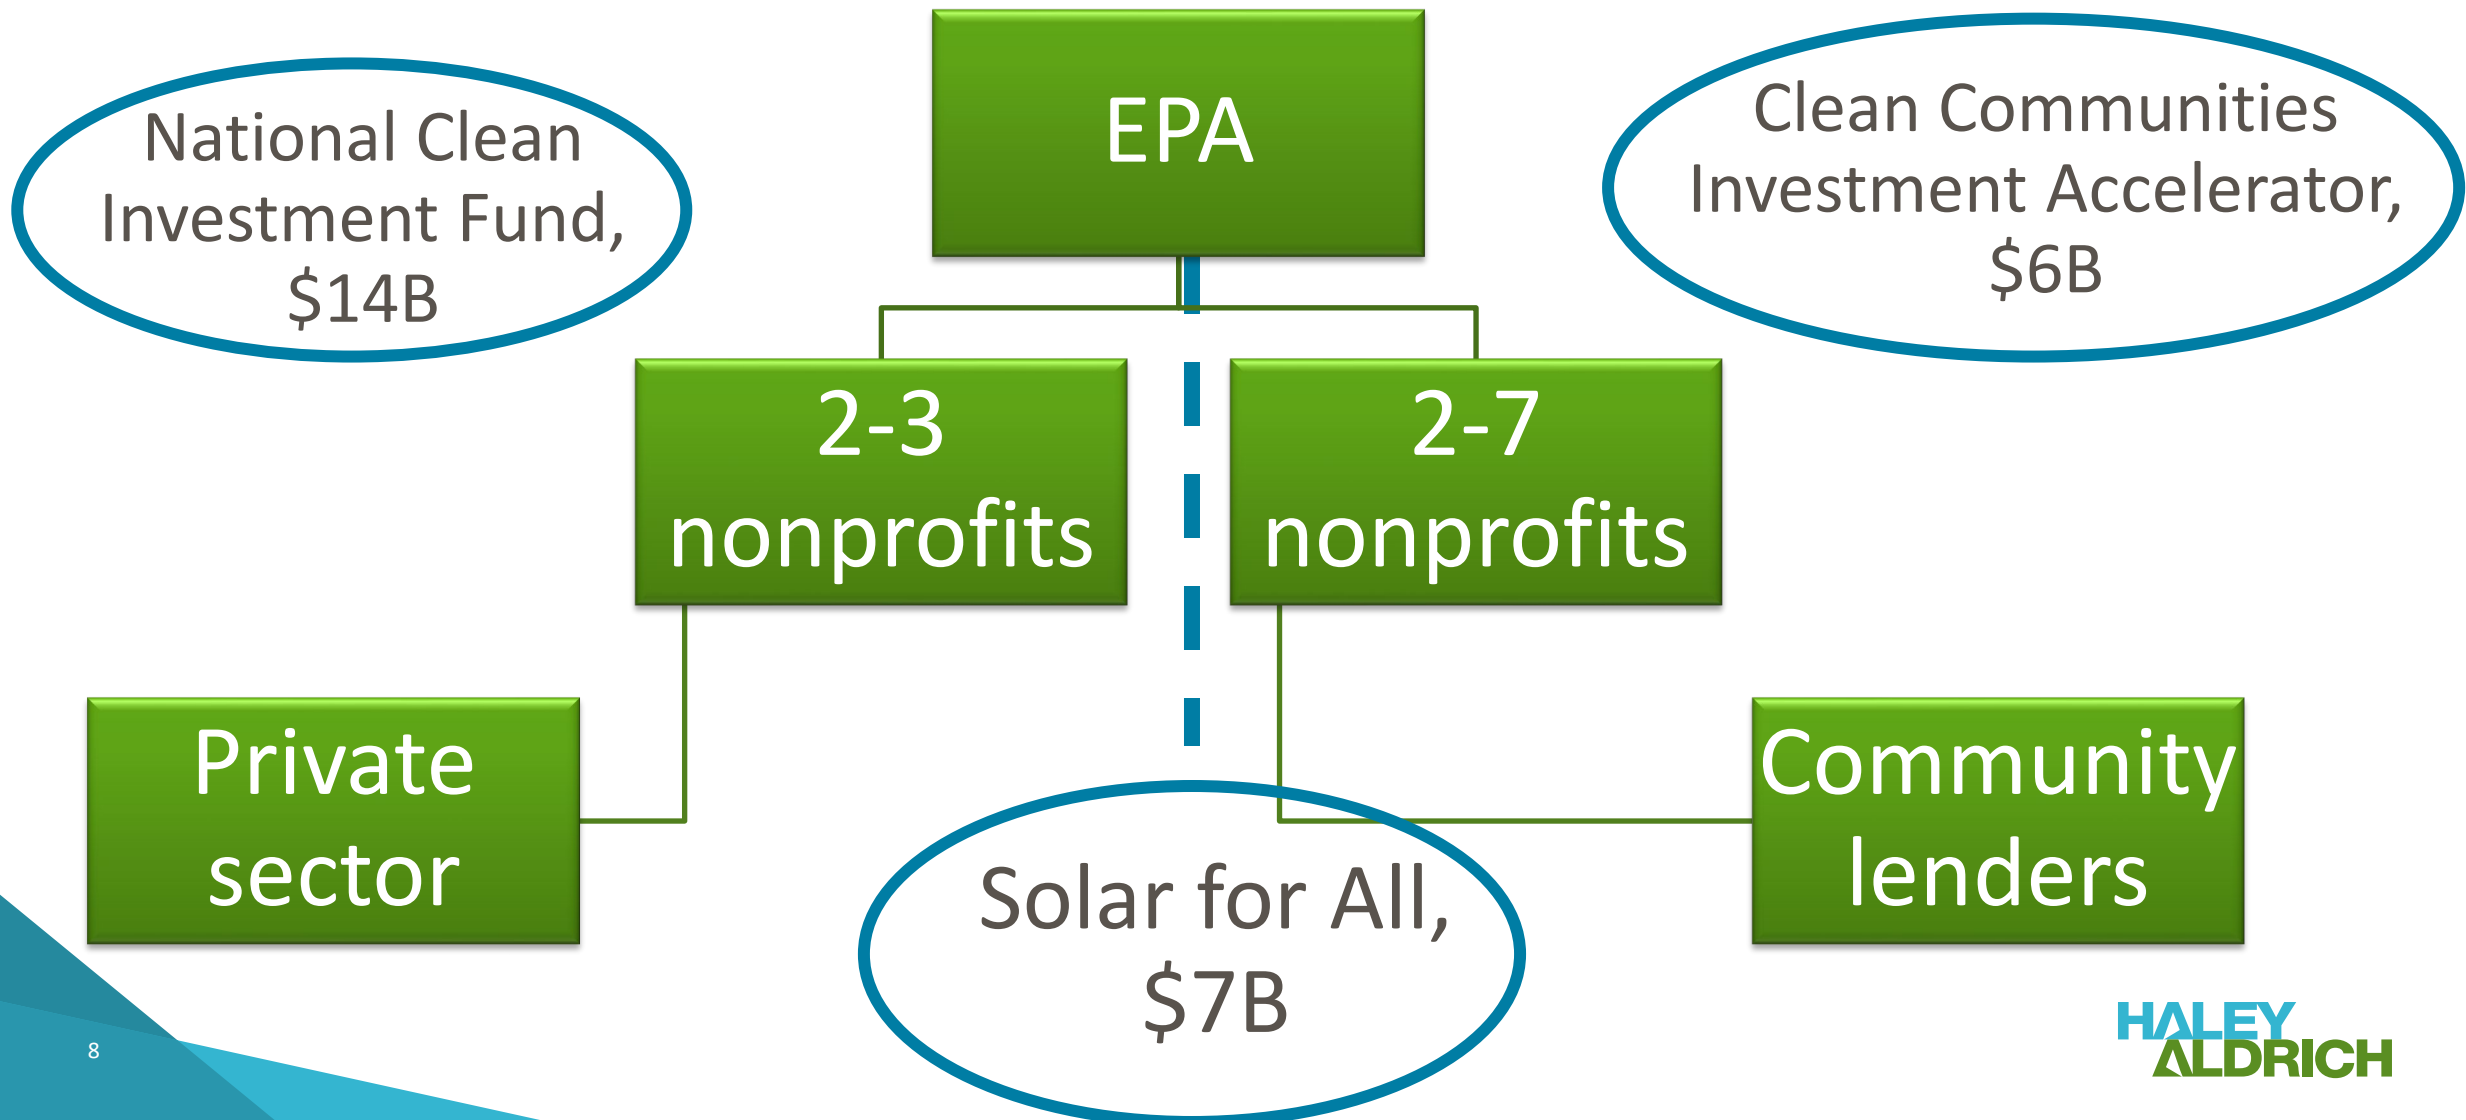 EPA
National Clean
Investment Fund,
$14B
Clean Communities
Investment Accelerator,
$6B
2-3
nonprofits
2-7
nonprofits
Private
sector
Community
lenders
Solar for All,
$7B
8
HALEY
ALDRICH